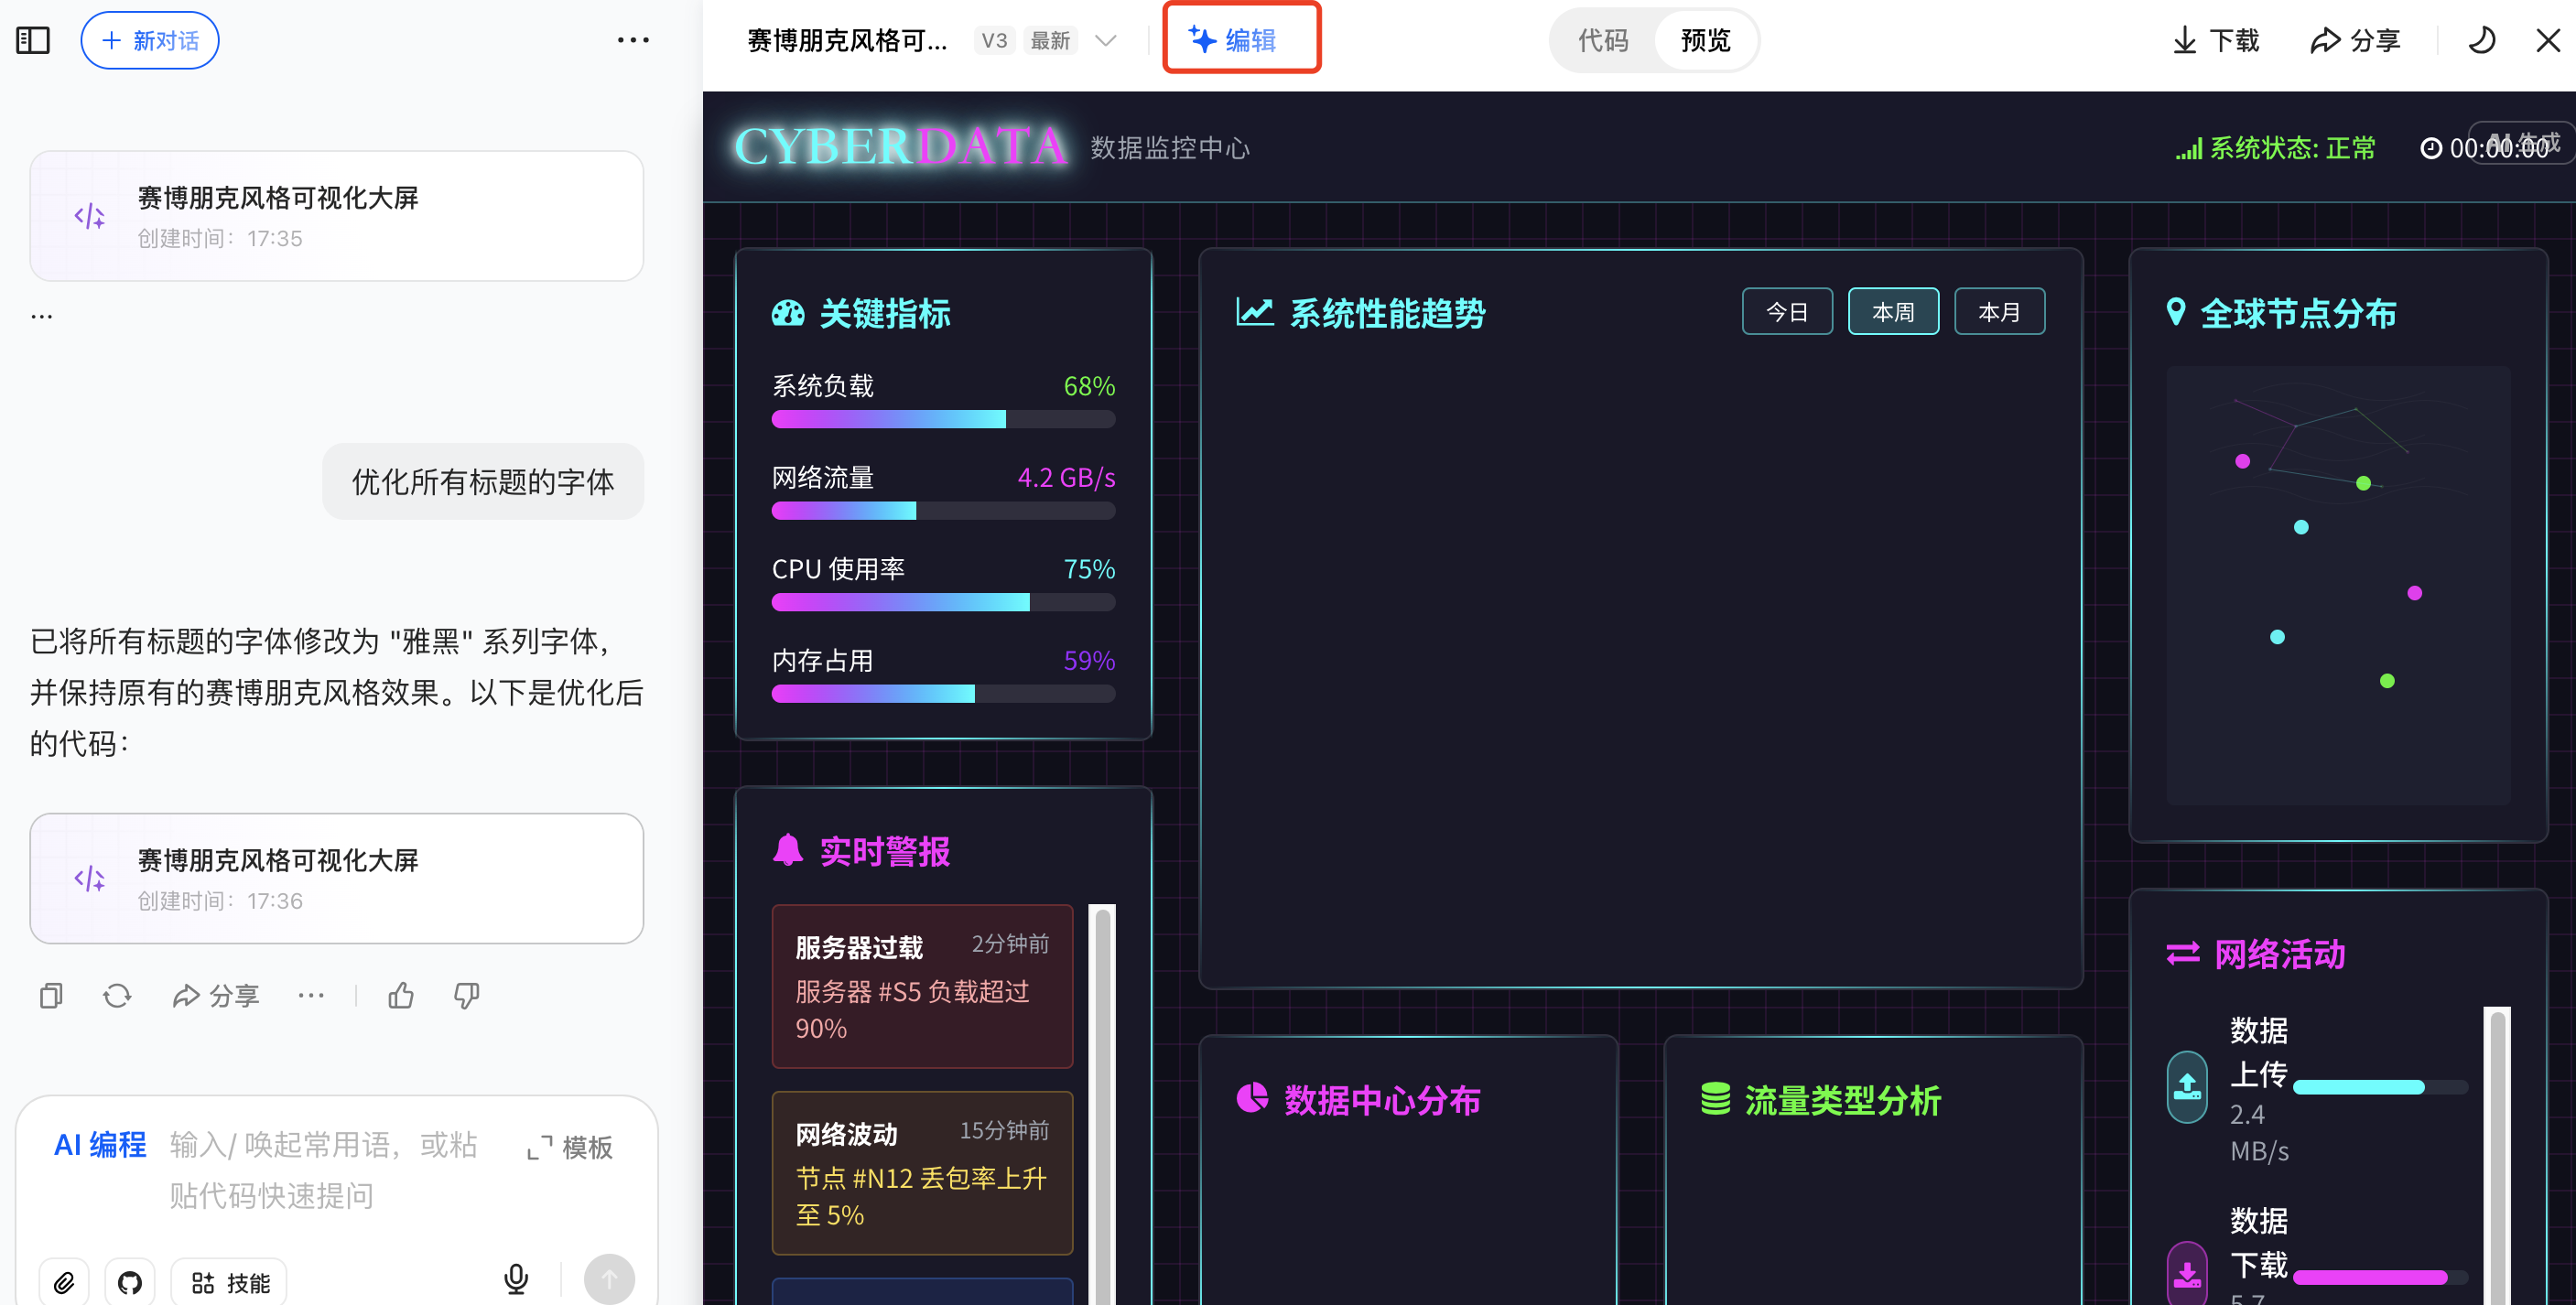 新对话
赛博朋克风格可视化大屏
创建时间：17:35
...
优化所有标题的字体
已将所有标题的字体修改为 "雅黑" 系列字体，
并保持原有的赛博朋克风格效果。以下是优化后
的代码：
赛博朋克风格可视化大屏
创建时间：17:36
分享
AI 编程 输入/ 唤起常用语，或粘
贴代码快速提问
模板
技能
赛博朋克风格可... V3 最新
编辑
代码 预览
下载 分享
CYBERDATA 数据监控中心
系统状态: 正常 00:00:00
AI 生成
关键指标
系统负载 68%
网络流量 4.2 GB/s
CPU 使用率 75%
内存占用 59%
实时警报
服务器过载 2分钟前
服务器 #S5 负载超过
90%
网络波动 15分钟前
节点 #N12 丢包率上升
至 5%
系统性能趋势 今日 本周 本月
数据中心分布
流量类型分析
全球节点分布
网络活动
数据
上传
2.4
MB/s
数据
下载